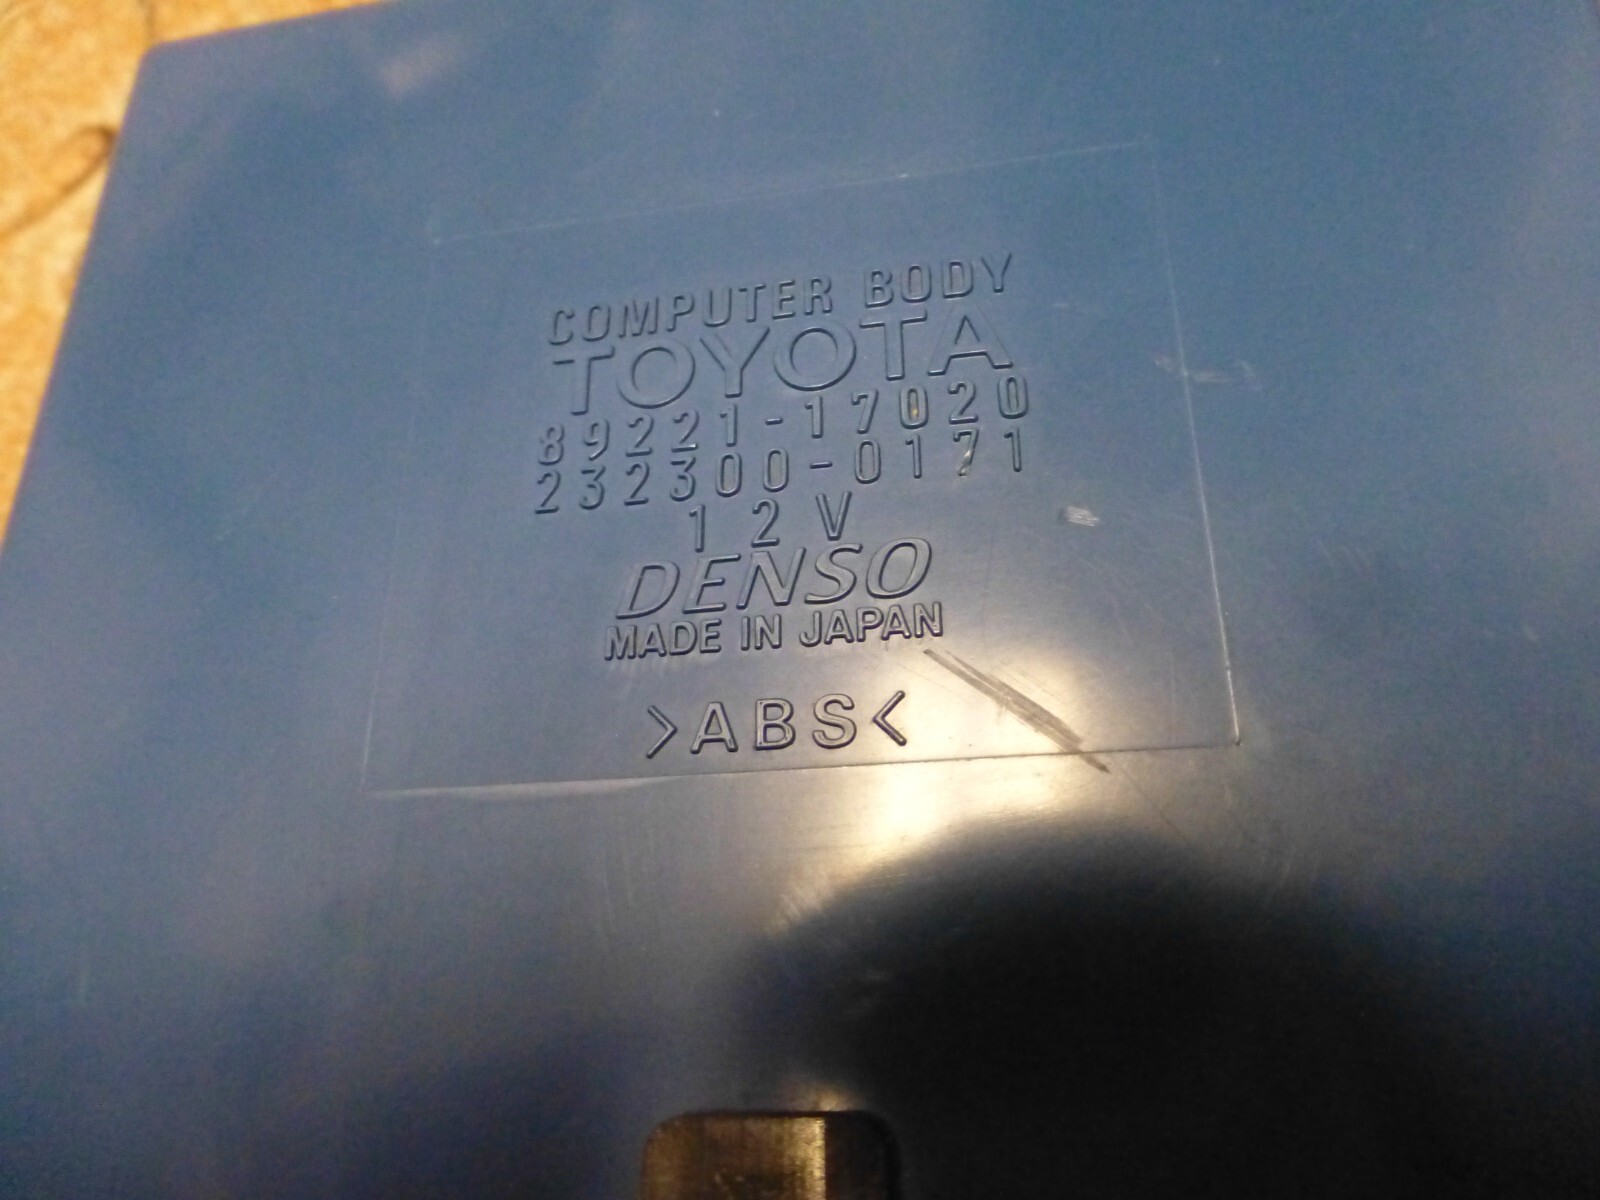 COMPUTER BODY
TOYOTA
89221-17020
232300-0171
12V
DENSO
MADE IN JAPAN
>ABS<